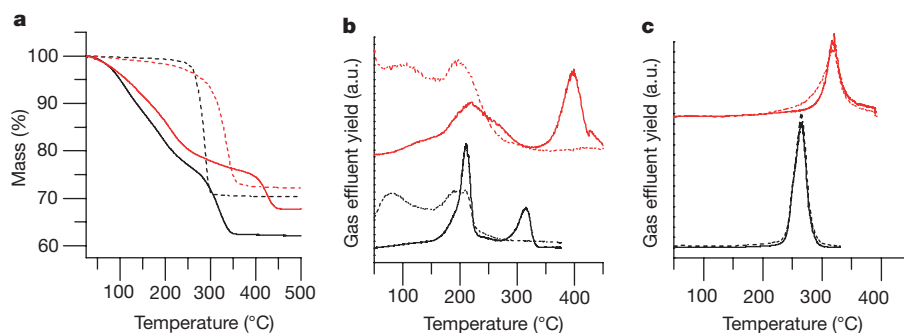 a
Mass (%)
100
90
80
70
60
100 200 300 400 500
Temperature (°C)
b
Gas effluent yield (a.u.)
100 200 300 400
Temperature (°C)
c
Gas effluent yield (a.u.)
100 200 300 400
Temperature (°C)